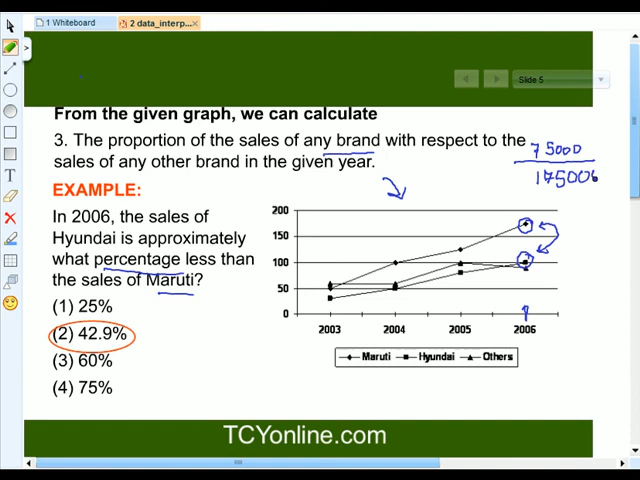 1 Whiteboard
2 data_interp...
Slide 5
From the given graph, we can calculate
3. The proportion of the sales of any brand with respect to the
sales of any other brand in the given year.
75000
175000
EXAMPLE:
In 2006, the sales of
Hyundai is approximately
what percentage less than
the sales of Maruti?
(1) 25%
(2) 42.9%
(3) 60%
(4) 75%
200
150
100
50
0
2003 2004 2005 2006
Maruti Hyundai Others
TCYonline.com